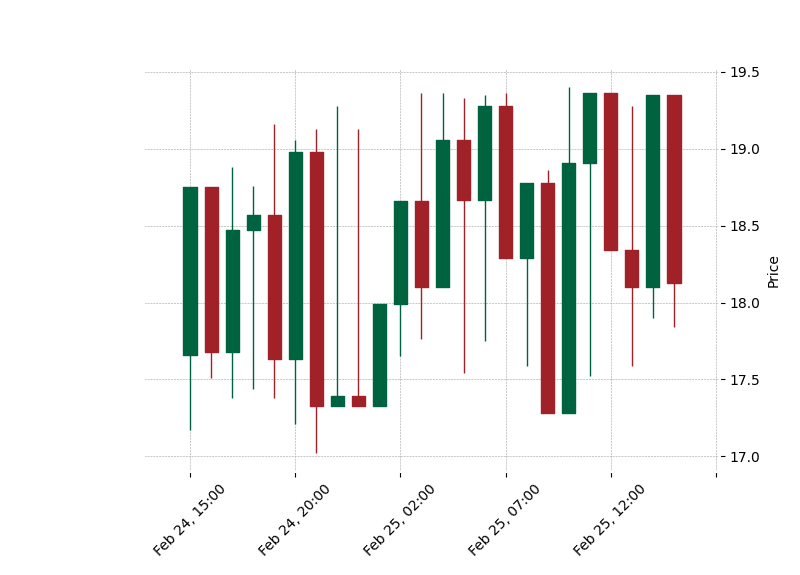 19.5
19.0
18.5
18.0
17.5
17.0
Price
Feb 24, 15:00
Feb 24, 20:00
Feb 25, 02:00
Feb 25, 07:00
Feb 25, 12:00